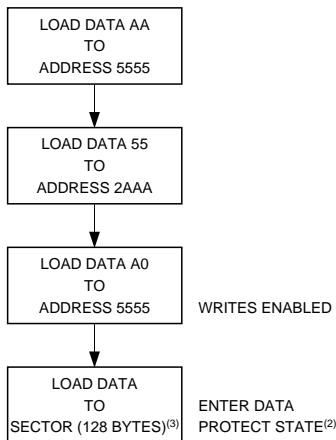 LOAD DATA AA
TO
ADDRESS 5555
LOAD DATA 55
TO
ADDRESS 2AAA
LOAD DATA A0
TO
ADDRESS 5555 WRITES ENABLED
LOAD DATA
TO ENTER DATA
SECTOR (128 BYTES)(3) PROTECT STATE(2)